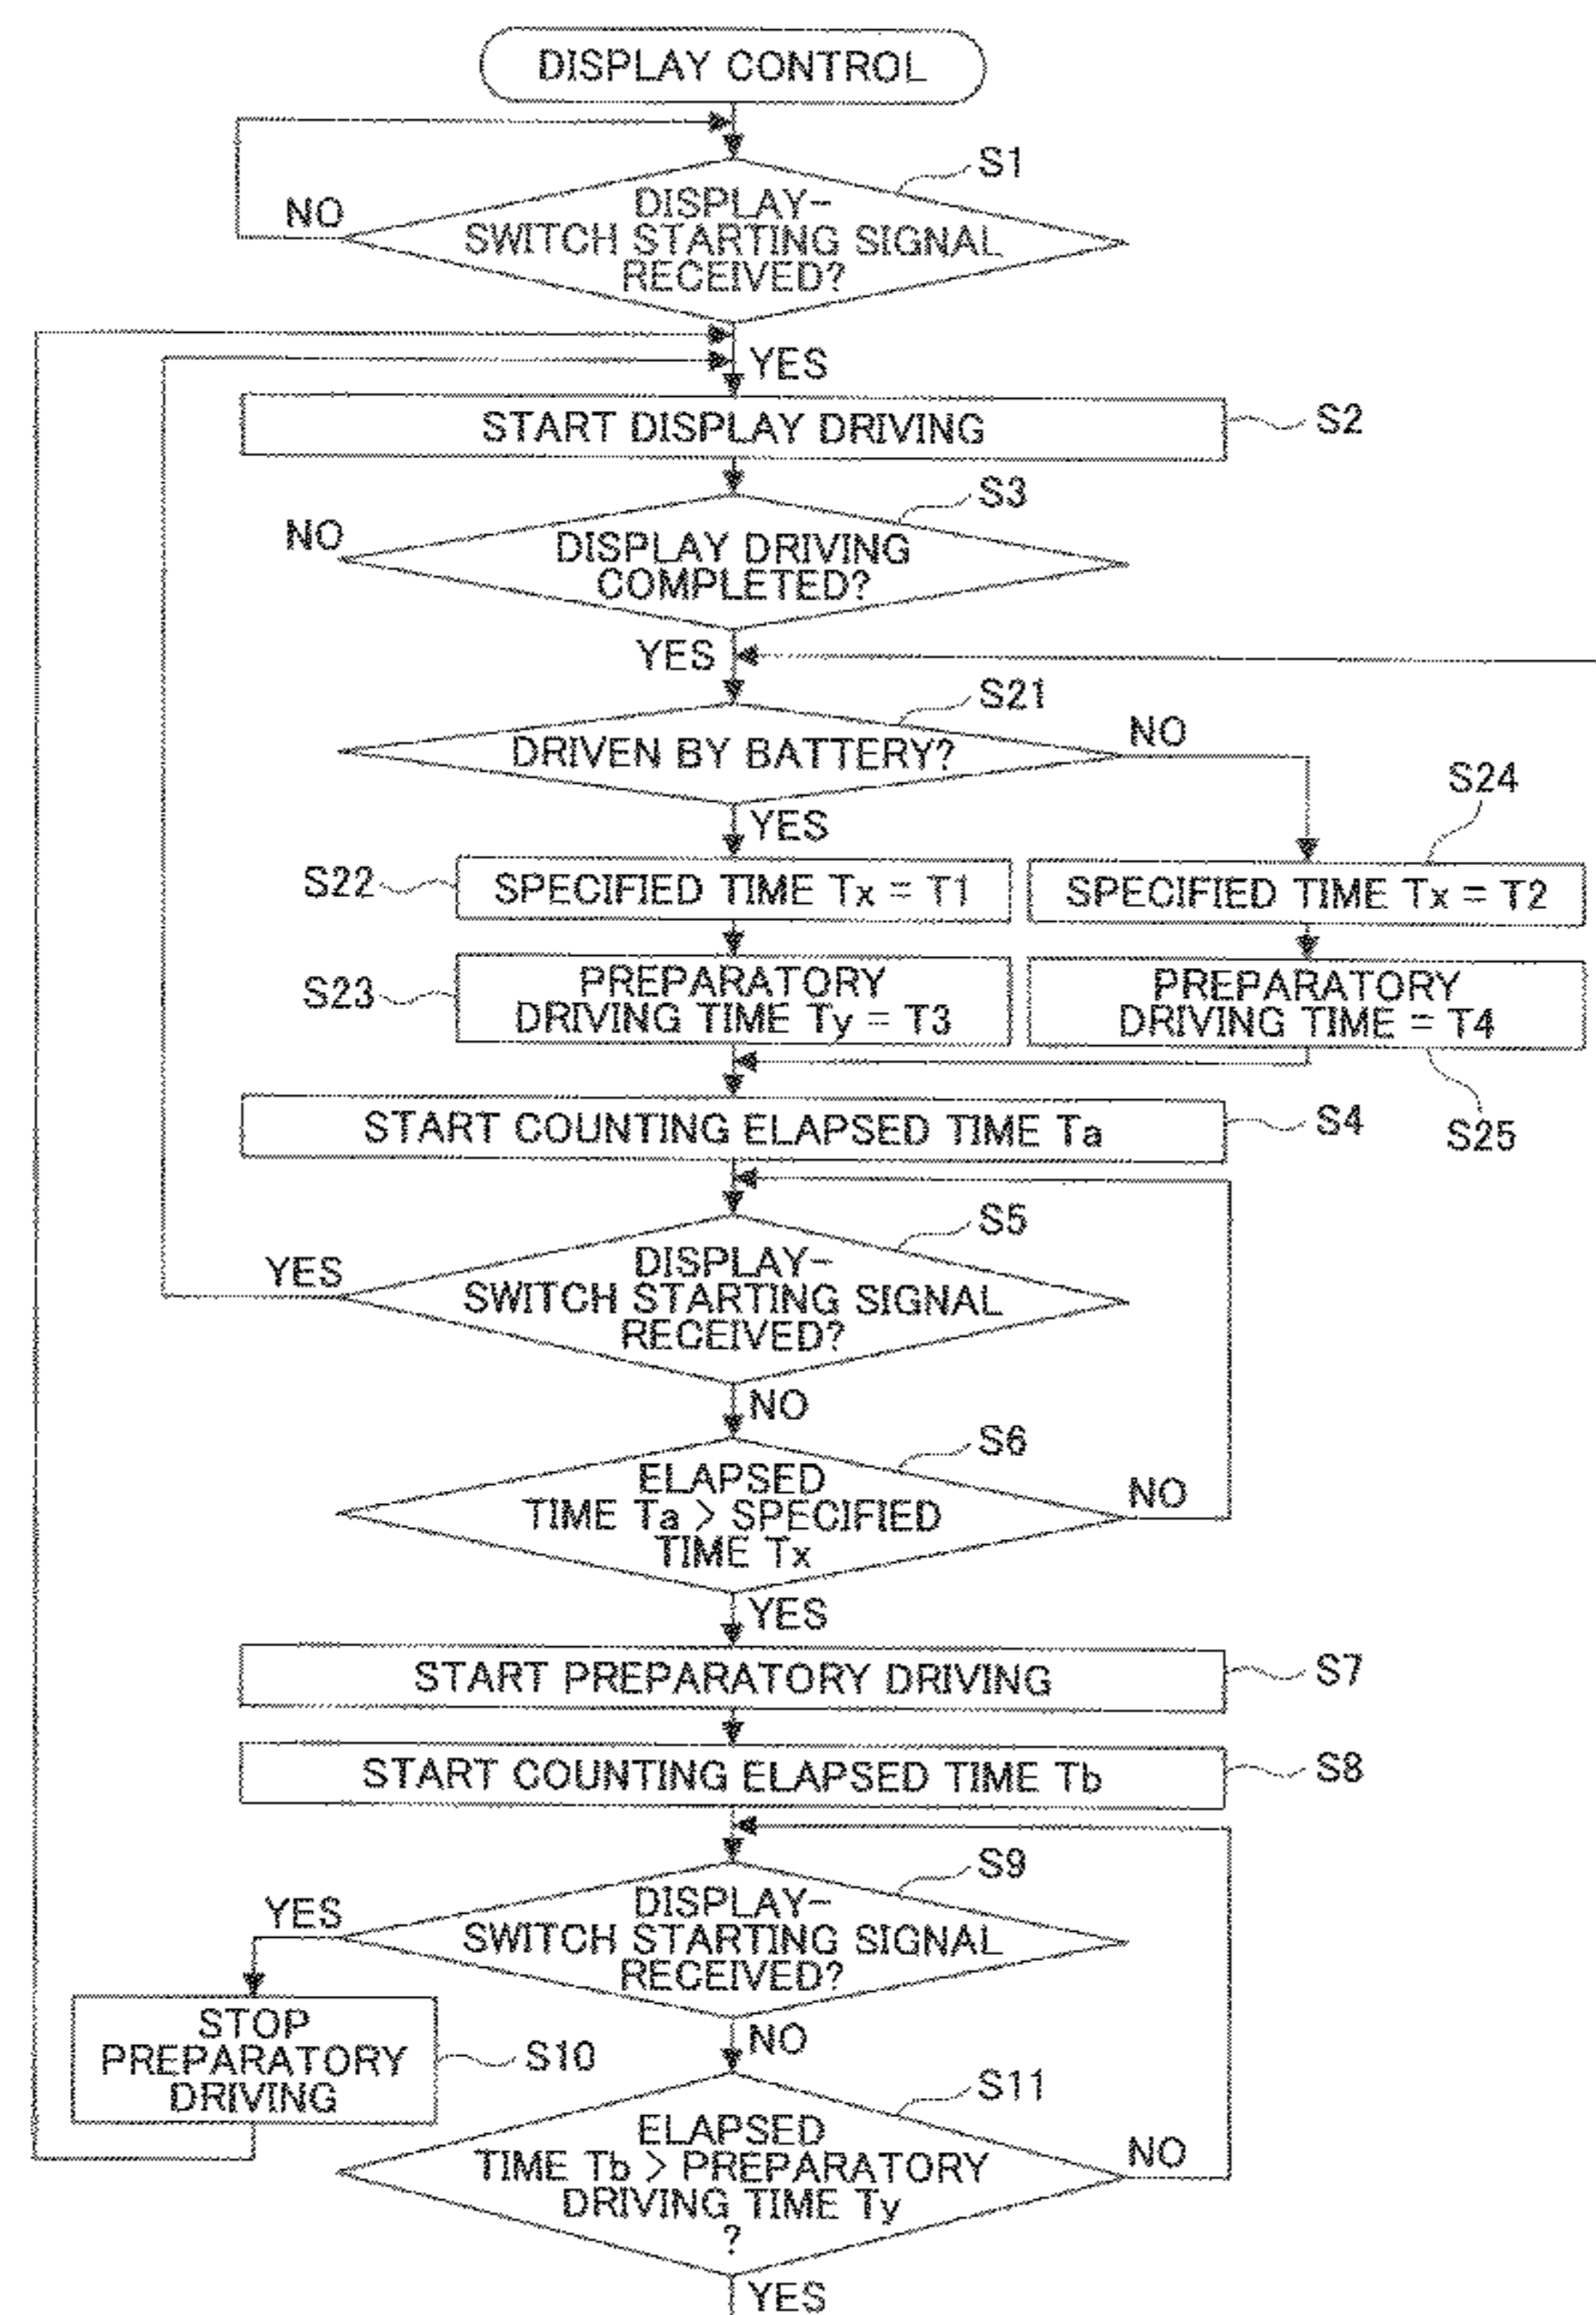 DISPLAY CONTROL
S1
NO
DISPLAY-
SWITCH STARTING SIGNAL
RECEIVED?
YES
START DISPLAY DRIVING
S2
S3
NO
DISPLAY DRIVING
COMPLETED?
YES
S21
DRIVEN BY BATTERY?
NO
YES
S24
S22
SPECIFIED TIME Tx = T1
SPECIFIED TIME Tx = T2
S23
PREPARATORY
DRIVING TIME Ty = T3
PREPARATORY
DRIVING TIME = T4
START COUNTING ELAPSED TIME Ta
S4
S25
S5
YES
DISPLAY-
SWITCH STARTING SIGNAL
RECEIVED?
NO
S6
ELAPSED
TIME Ta > SPECIFIED
TIME Tx
NO
YES
START PREPARATORY DRIVING
S7
START COUNTING ELAPSED TIME Tb
S8
S9
YES
DISPLAY-
SWITCH STARTING SIGNAL
RECEIVED?
NO
STOP
PREPARATORY
DRIVING
S10
S11
ELAPSED
TIME Tb > PREPARATORY
DRIVING TIME Ty
?
NO
YES